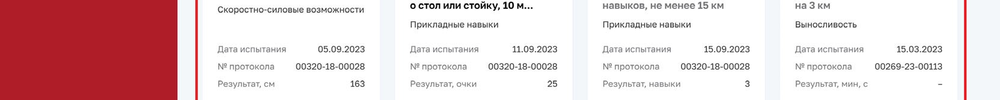 Скоростно-силовые возможности
Дата испытания 05.09.2023
№ протокола 00320-18-00028
Результат, см 163
о стол или стойку, 10 м...
Прикладные навыки
Дата испытания 11.09.2023
№ протокола 00320-18-00028
Результат, очки 25
навыков, не менее 15 км
Прикладные навыки
Дата испытания 15.09.2023
№ протокола 00320-18-00028
Результат, навыки 3
на 3 км
Выносливость
Дата испытания 15.03.2023
№ протокола 00269-23-00113
Результат, мин, с –